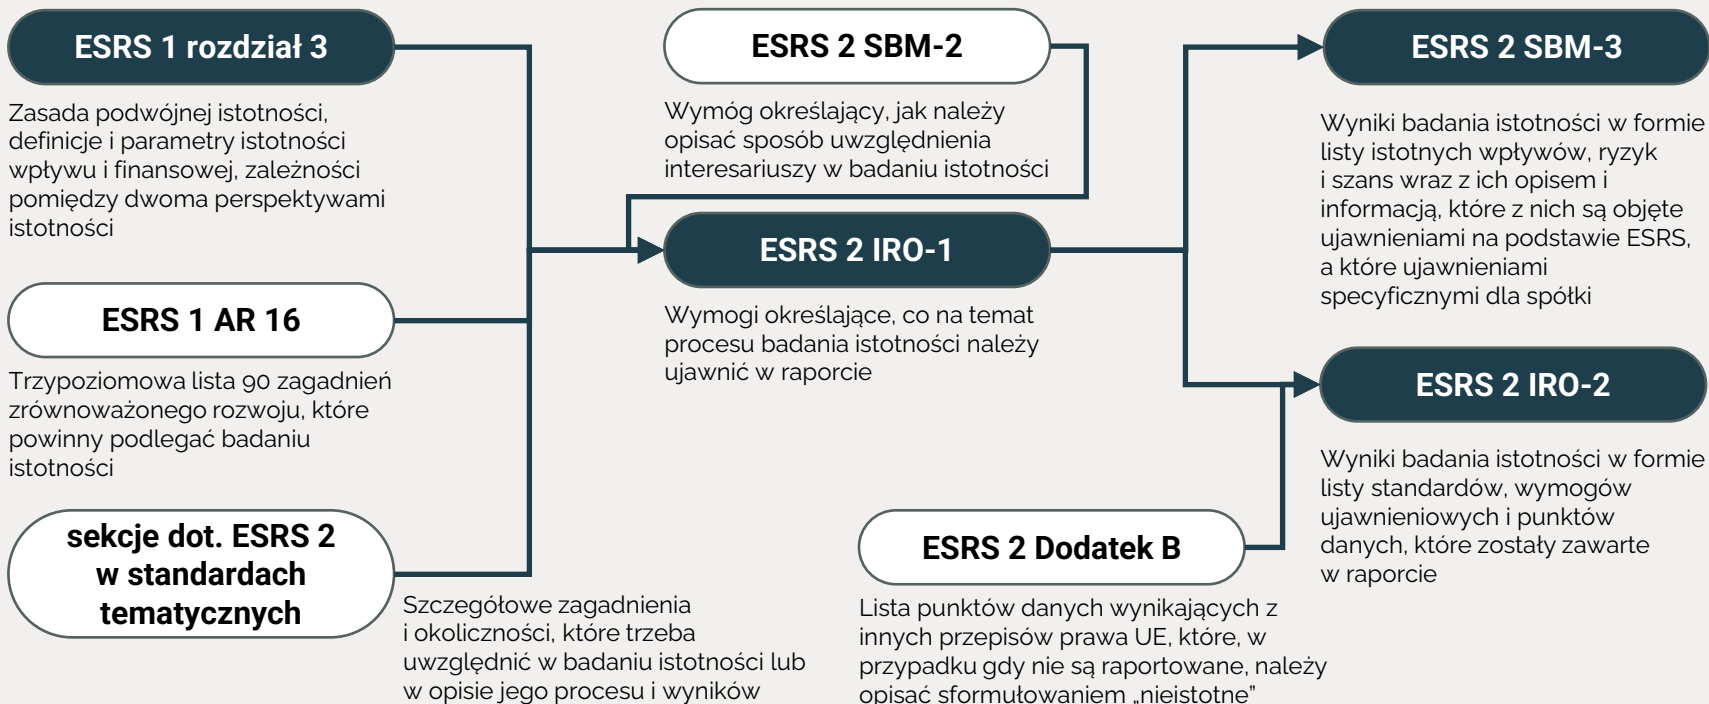 ESRS 1 rozdział 3
Zasada podwójnej istotności,
definicje i parametry istotności
wpływu i finansowej, zależności
pomiędzy dwoma perspektywami
istotności
ESRS 1 AR 16
Trzypoziomowa lista 90 zagadnień
zrównoważonego rozwoju, które
powinny podlegać badaniu
istotności
sekcje dot. ESRS 2
w standardach
tematycznych
Szczegółowe zagadnienia
i okoliczności, które trzeba
uwzględnić w badaniu istotności lub
w opisie jego procesu i wyników
ESRS 2 SBM-2
Wymóg określający, jak należy
opisać sposób uwzględnienia
interesariuszy w badaniu istotności
ESRS 2 IRO-1
Wymogi określające, co na temat
procesu badania istotności należy
ujawnić w raporcie
ESRS 2 Dodatek B
Lista punktów danych wynikających z
innych przepisów prawa UE, które, w
przypadku gdy nie są raportowane, należy
opisać sformułowaniem „nieistotne”
ESRS 2 SBM-3
Wyniki badania istotności w formie
listy istotnych wpływów, ryzyk
i szans wraz z ich opisem i
informacją, które z nich są objęte
ujawnieniami na podstawie ESRS,
a które ujawnieniami
specyficznymi dla spółki
ESRS 2 IRO-2
Wyniki badania istotności w formie
listy standardów, wymogów
ujawnieniowych i punktów
danych, które zostały zawarte
w raporcie